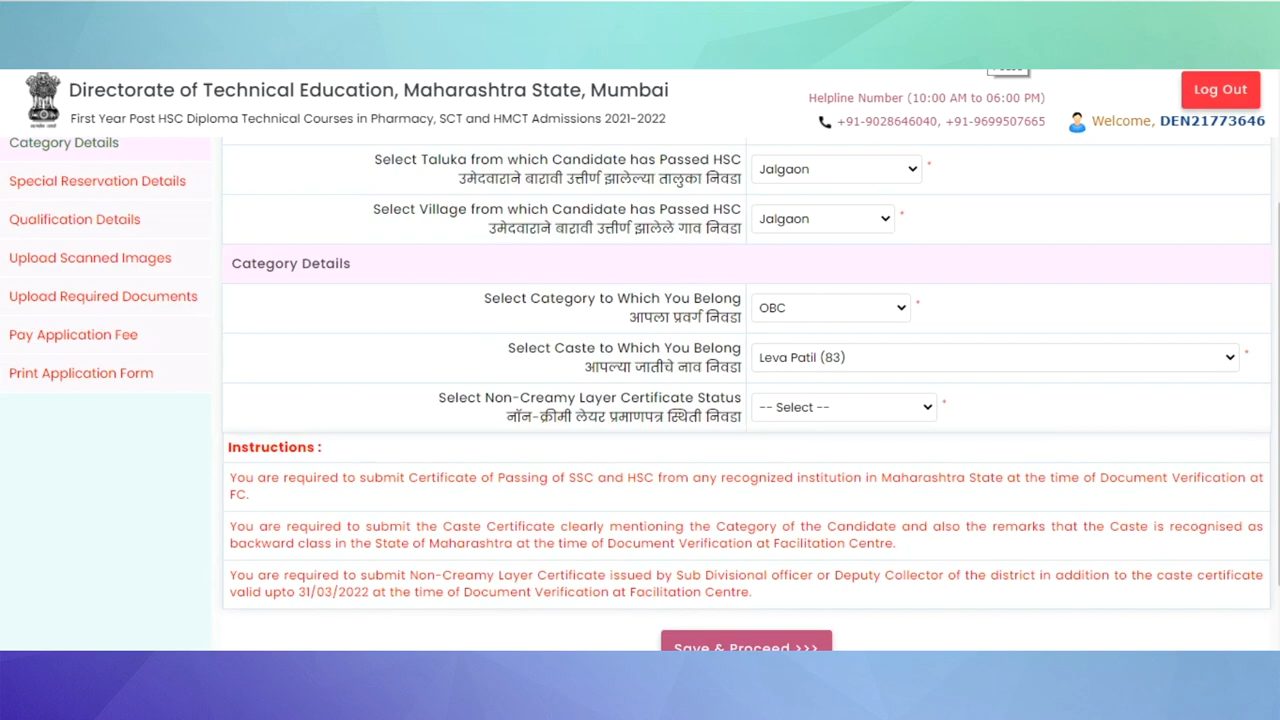 Directorate of Technical Education, Maharashtra State, Mumbai
First Year Post HSC Diploma Technical Courses in Pharmacy, SCT and HMCT Admissions 2021-2022
Helpline Number (10:00 AM to 06:00 PM)
+91-9028646040, +91-9699507665
Log Out
Welcome, DEN21773646
Category Details
Special Reservation Details
Qualification Details
Upload Scanned Images
Upload Required Documents
Pay Application Fee
Print Application Form
Select Taluka from which Candidate has Passed HSC
उमेदवाराने बारावी उत्तीर्ण झालेल्या तालुका निवडा
Jalgaon *
Select Village from which Candidate has Passed HSC
उमेदवाराने बारावी उत्तीर्ण झालेले गाव निवडा
Jalgaon *
Category Details
Select Category to Which You Belong
आपला प्रवर्ग निवडा
OBC *
Select Caste to Which You Belong
आपल्या जातीचे नाव निवडा
Leva Patil (83) *
Select Non-Creamy Layer Certificate Status
नॉन-क्रीमी लेयर प्रमाणपत्र स्थिती निवडा
-- Select -- *
Instructions :
You are required to submit Certificate of Passing of SSC and HSC from any recognized institution in Maharashtra State at the time of Document Verification at
FC.
You are required to submit the Caste Certificate clearly mentioning the Category of the Candidate and also the remarks that the Caste is recognised as
backward class in the State of Maharashtra at the time of Document Verification at Facilitation Centre.
You are required to submit Non-Creamy Layer Certificate issued by Sub Divisional officer or Deputy Collector of the district in addition to the caste certificate
valid upto 31/03/2022 at the time of Document Verification at Facilitation Centre.
Save & Proceed >>>